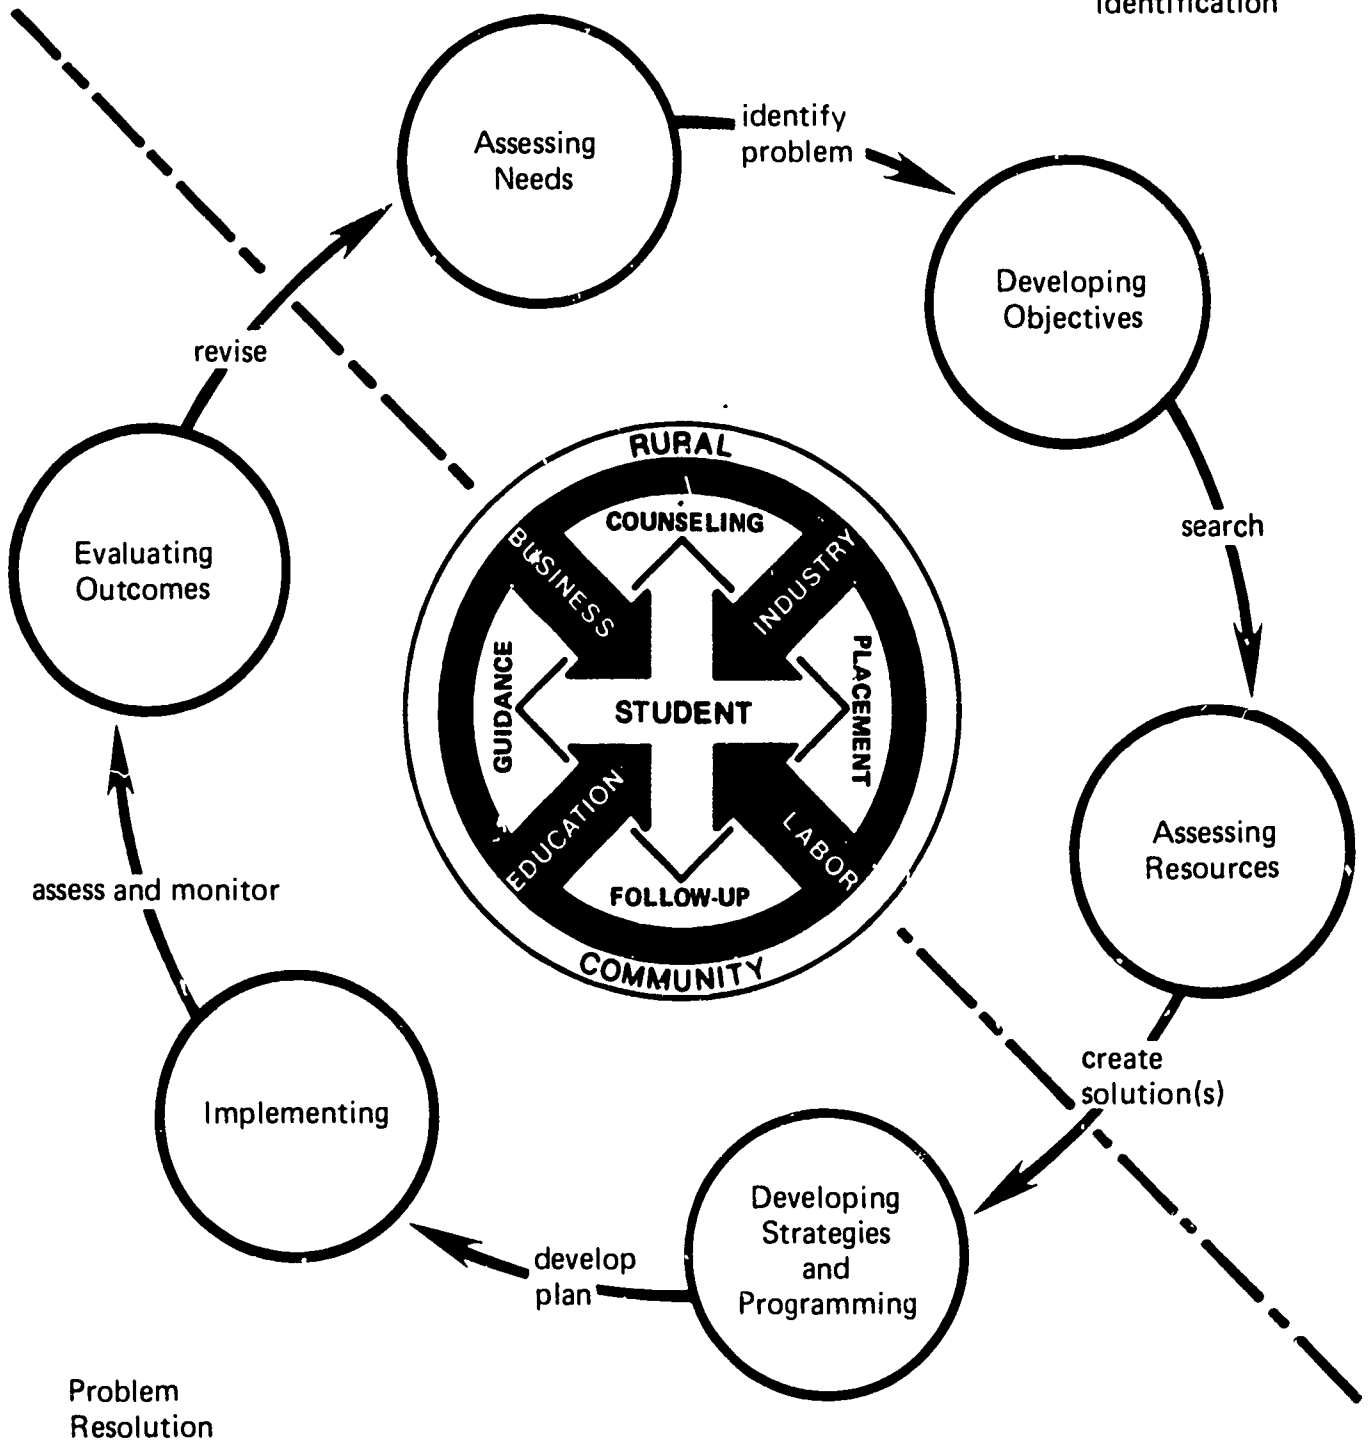 Identification
Assessing
Needs
identify
problem
Developing
Objectives
search
Assessing
Resources
create
solution(s)
Developing
Strategies
and
Programming
develop
plan
Implementing
assess and monitor
Evaluating
Outcomes
revise
RURAL
COUNSELING
BUSINESS
INDUSTRY
GUIDANCE
STUDENT
PLACEMENT
EDUCATION
LABOR
FOLLOW-UP
COMMUNITY
Problem
Resolution